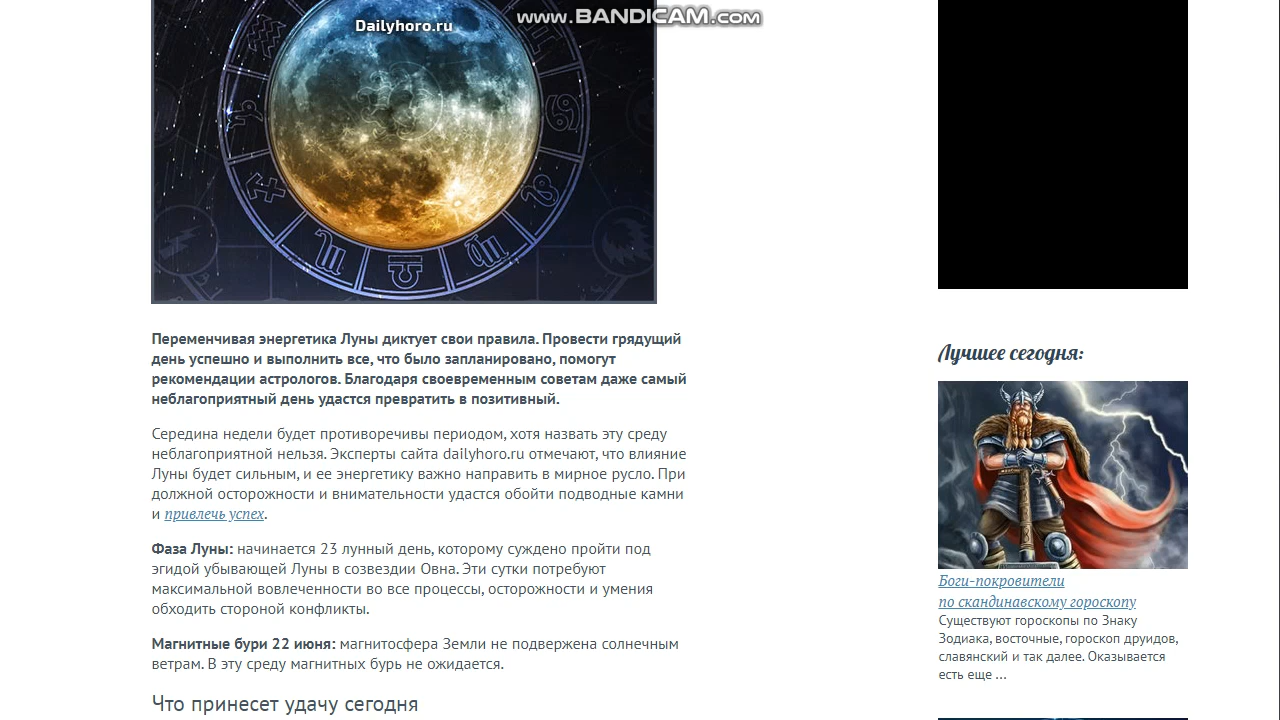 Dailyhoro.ru
www.BANDICAM.com
Переменчивая энергетика Луны диктует свои правила. Провести грядущий
день успешно и выполнить все, что было запланировано, помогут
рекомендации астрологов. Благодаря своевременным советам даже самый
неблагоприятный день удастся превратить в позитивный.
Середина недели будет противоречивы периодом, хотя назвать эту среду
неблагоприятной нельзя. Эксперты сайта dailyhoro.ru отмечают, что влияние
Луны будет сильным, и ее энергетику важно направить в мирное русло. При
должной осторожности и внимательности удастся обойти подводные камни
и привлечь успех.
Фаза Луны: начинается 23 лунный день, которому суждено пройти под
эгидой убывающей Луны в созвездии Овна. Эти сутки потребуют
максимальной вовлеченности во все процессы, осторожности и умения
обходить стороной конфликты.
Магнитные бури 22 июня: магнитосфера Земли не подвержена солнечным
ветрам. В эту среду магнитных бурь не ожидается.
Что принесет удачу сегодня
Лучшее сегодня:
Боги-покровители
по скандинавскому гороскопу
Существуют гороскопы по Знаку
Зодиака, восточные, гороскоп друидов,
славянский и так далее. Оказывается
есть еще ...